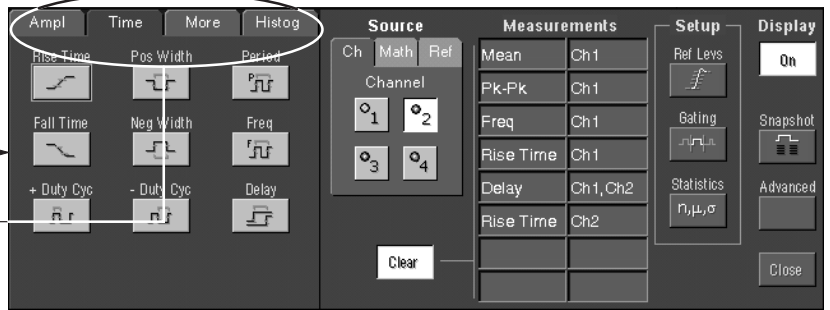 Ampl Time More Histog
Rise Time Pos Width Period
P
Fall Time Neg Width Freq
F
+ Duty Cyc - Duty Cyc Delay
Source
Ch Math Ref
Channel
1 2
3 4
Clear
Measurements
Mean Ch1
Pk-Pk Ch1
Freq Ch1
Rise Time Ch1
Delay Ch1,Ch2
Rise Time Ch2
Setup
Ref Levs
Gating
Statistics
n,μ,σ
Display
On
Snapshot
Advanced
Close